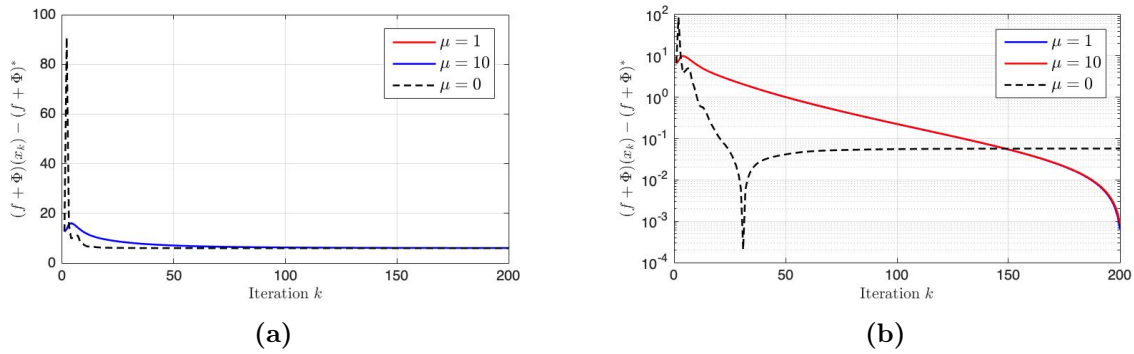 100
80
60
40
20
0
0
50
100
150
200
(f + Φ)(x_k) − (f + Φ)*
Iteration k
μ = 1
μ = 10
μ = 0
(a)
10^2
10^1
10^0
10^-1
10^-2
10^-3
10^-4
0
50
100
150
200
(f + Φ)(x_k) − (f + Φ)*
Iteration k
μ = 1
μ = 10
μ = 0
(b)